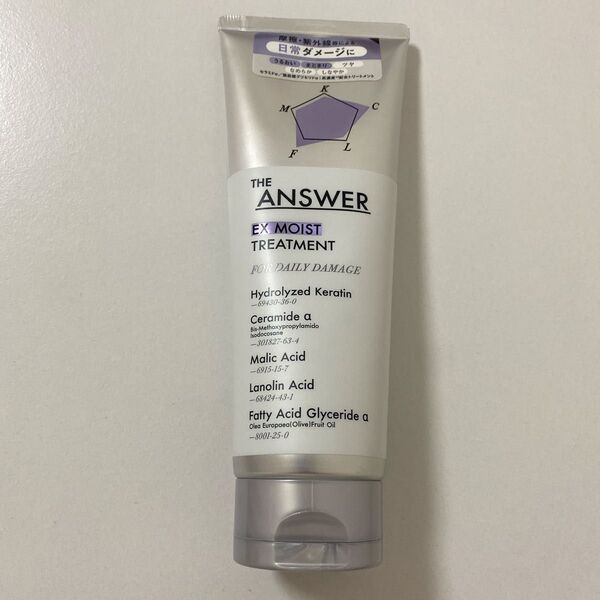 摩擦・紫外線等による
日常ダメージに
うるおい まとまり ツヤ
なめらか しなやか
K
M C
F L
THE
ANSWER
EX MOIST
TREATMENT
FOR DAILY DAMAGE
Hydrolyzed Keratin
—69430-36-0
Ceramide α
Bis-Methoxypropylamido
Isodocosane
—301827-63-4
Malic Acid
—6915-15-7
Lanolin Acid
—68424-43-1
Fatty Acid Glyceride α
Olea Europaea(Olive)Fruit Oil
—8001-25-0